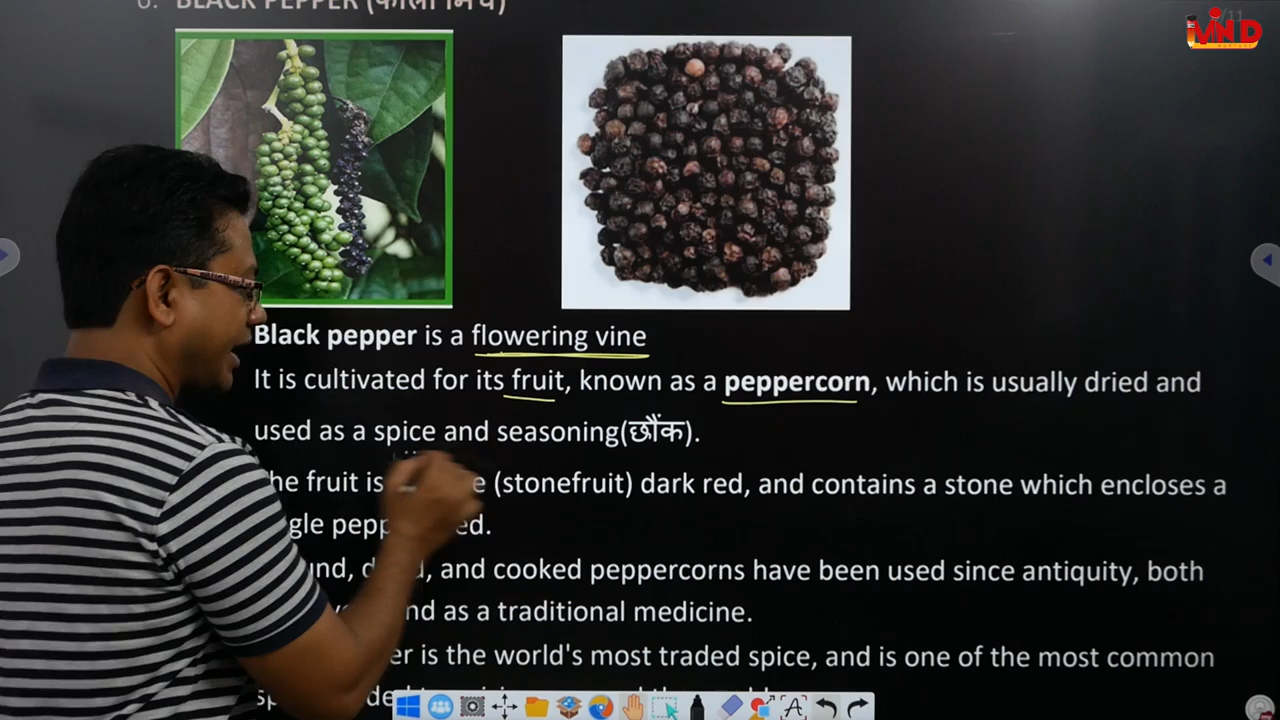 6. BLACK PEPPER (काली मिर्च)
/11
MIND
Black pepper is a flowering vine
It is cultivated for its fruit, known as a peppercorn, which is usually dried and
used as a spice and seasoning(छौंक).
he fruit is e (stonefruit) dark red, and contains a stone which encloses a
gle pepp ed.
und, d , and cooked peppercorns have been used since antiquity, both
nd as a traditional medicine.
er is the world's most traded spice, and is one of the most common